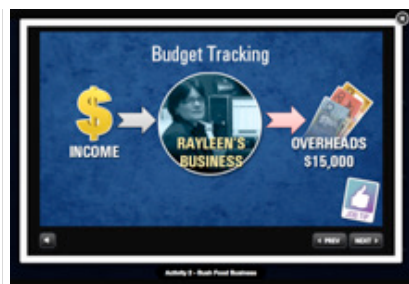 Budget Tracking
INCOME
RAYLEEN'S
BUSINESS
OVERHEADS
$15,000
JOB TIP
PREV
NEXT
Activity 2 - Bush Food Business